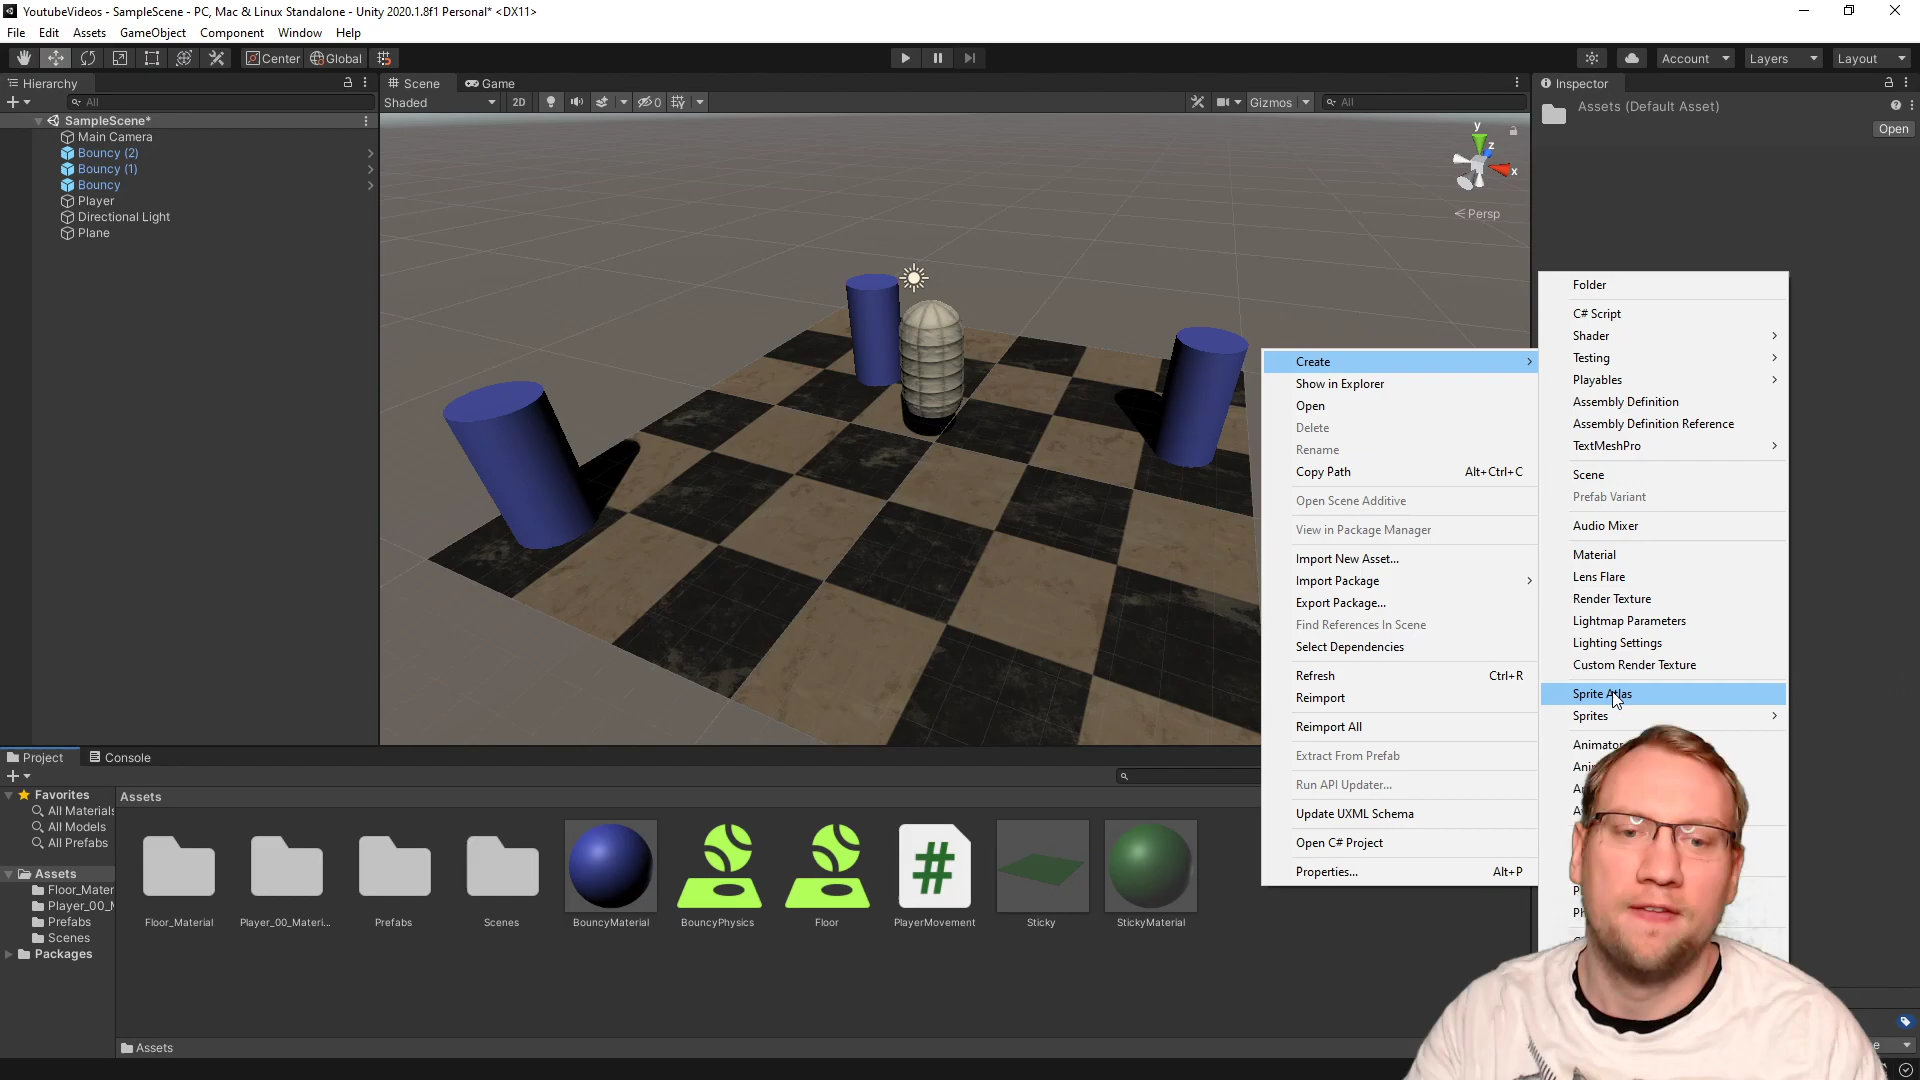 YoutubeVideos - SampleScene - PC, Mac & Linux Standalone - Unity 2020.1.8f1 Personal* <DX11>
File Edit Assets GameObject Component Window Help
Center Global Account Layers Layout
Hierarchy
All
SampleScene*
Main Camera
Bouncy (2)
Bouncy (1)
Bouncy
Player
Directional Light
Plane
Scene Game
Shaded 2D 0 Gizmos All
y
z
x
Persp
Inspector
Assets (Default Asset)
Open
Create
Show in Explorer
Open
Delete
Rename
Copy Path Alt+Ctrl+C
Open Scene Additive
View in Package Manager
Import New Asset...
Import Package
Export Package...
Find References In Scene
Select Dependencies
Refresh Ctrl+R
Reimport
Reimport All
Extract From Prefab
Run API Updater...
Update UXML Schema
Open C# Project
Properties... Alt+P
Folder
C# Script
Shader
Testing
Playables
Assembly Definition
Assembly Definition Reference
TextMeshPro
Scene
Prefab Variant
Audio Mixer
Material
Lens Flare
Render Texture
Lightmap Parameters
Lighting Settings
Custom Render Texture
Sprite Atlas
Sprites
Animator
Project Console
Favorites
All Materials
All Models
All Prefabs
Assets
Floor_Mater
Player_00_M
Prefabs
Scenes
Packages
Assets
Floor_Material
Player_00_Materi...
Prefabs
Scenes
BouncyMaterial
BouncyPhysics
Floor
PlayerMovement
Sticky
StickyMaterial
Assets